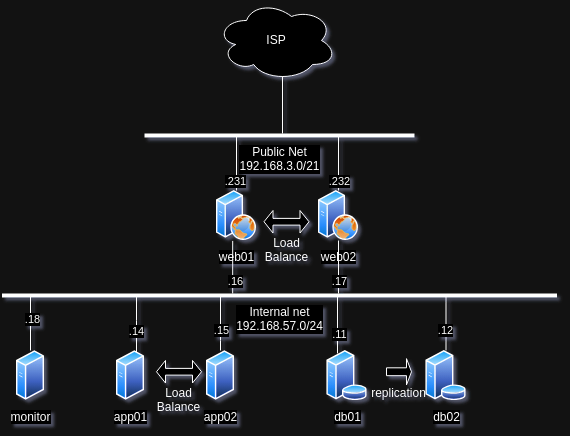 ISP
Public Net
192.168.3.0/21
.231
.232
Load
Balance
web01
web02
.16
.17
Internal net
192.168.57.0/24
.18
.14
.15
.11
.12
Load
Balance
replication
monitor
app01
app02
db01
db02